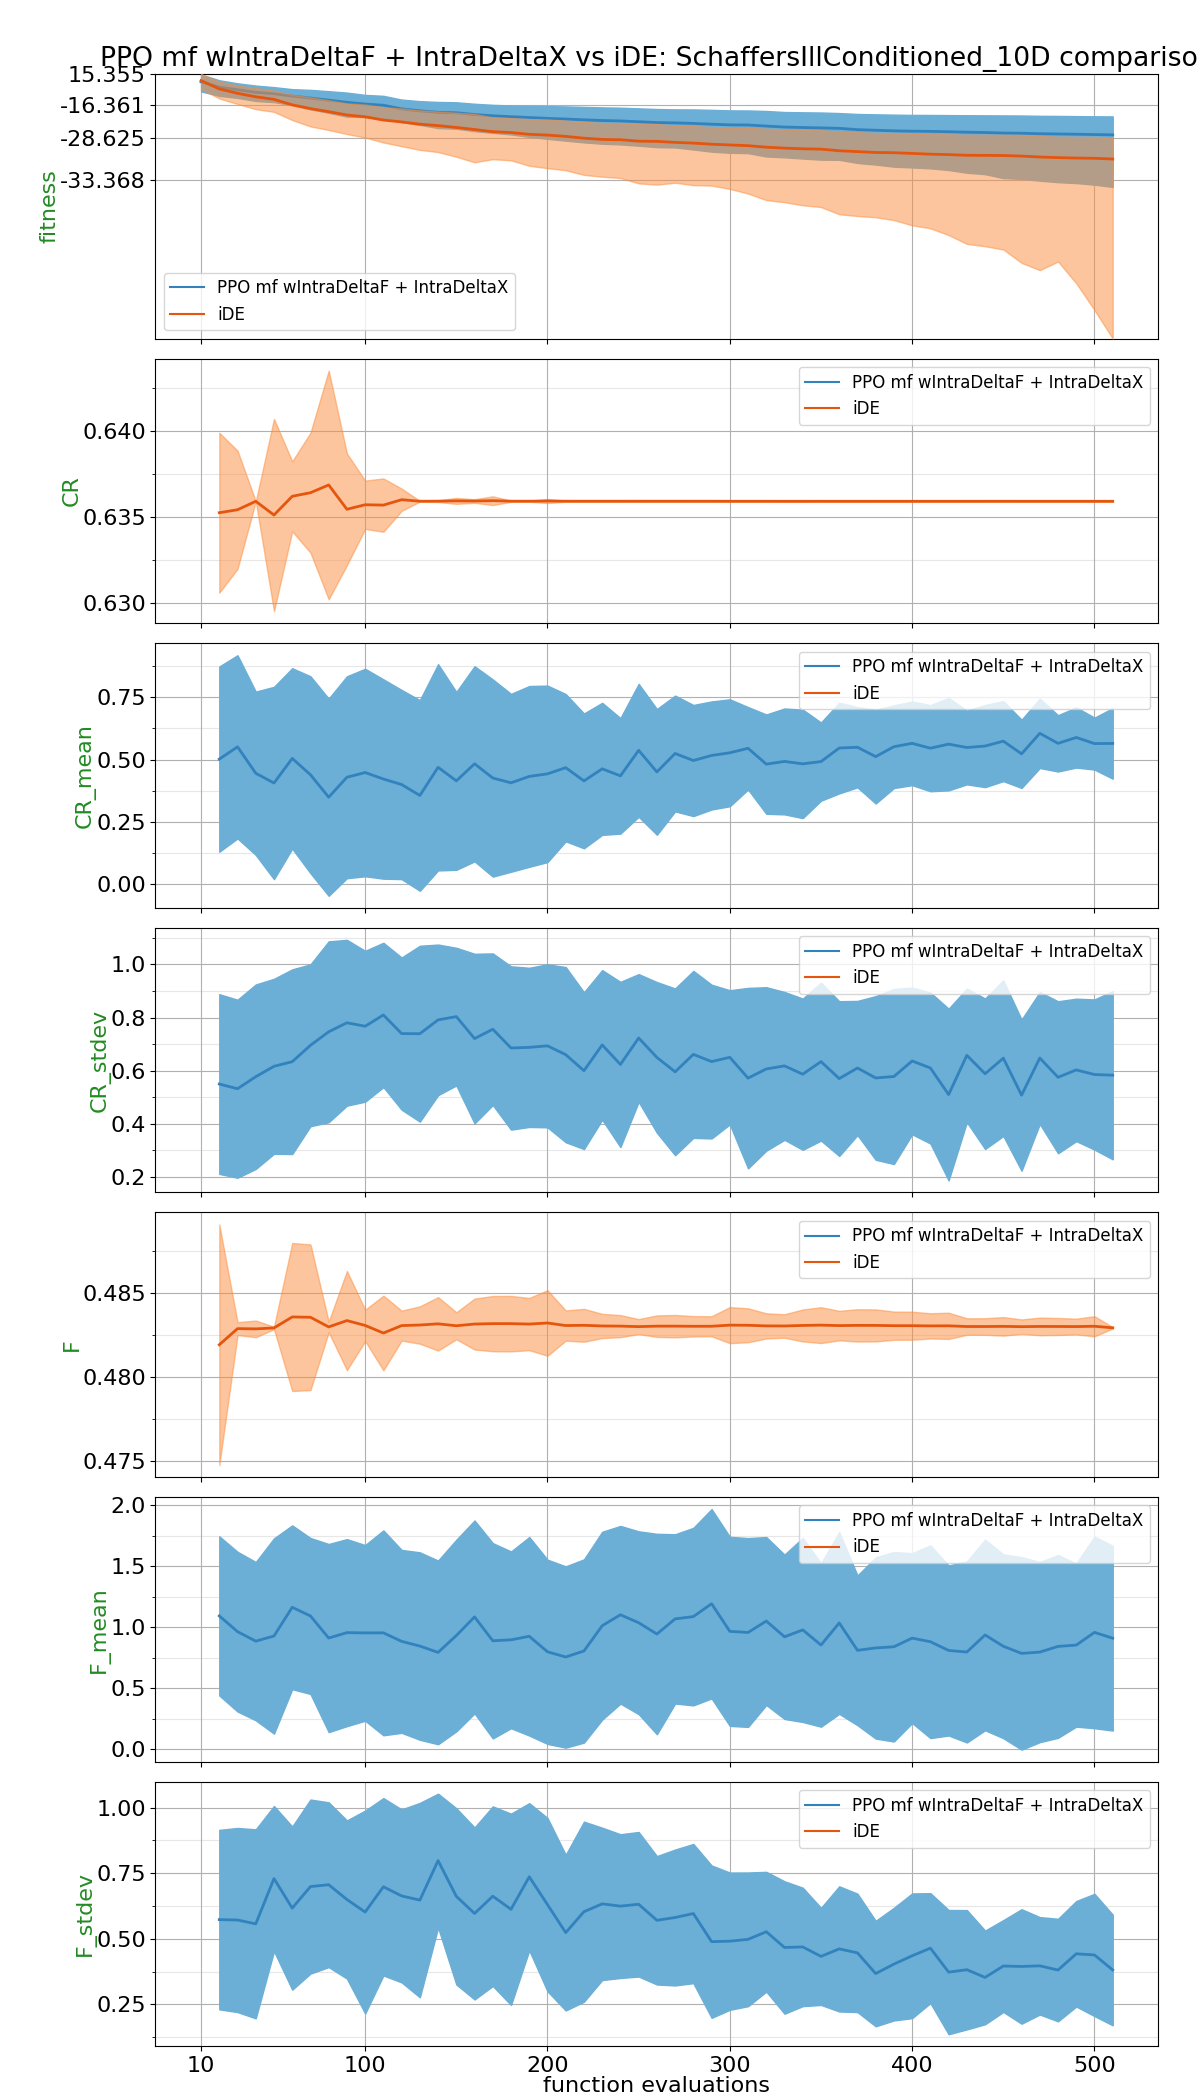 PPO mf wIntraDeltaF + IntraDeltaX vs iDE: SchaffersIllConditioned_10D compariso
15.355
-16.361
-28.625
-33.368
fitness
PPO mf wIntraDeltaF + IntraDeltaX
iDE
0.640
0.635
0.630
CR
PPO mf wIntraDeltaF + IntraDeltaX
iDE
0.75
0.50
0.25
0.00
CR_mean
PPO mf wIntraDeltaF + IntraDeltaX
iDE
1.0
0.8
0.6
0.4
0.2
CR_stdev
PPO mf wIntraDeltaF + IntraDeltaX
iDE
0.485
0.480
0.475
F
PPO mf wIntraDeltaF + IntraDeltaX
iDE
2.0
1.5
1.0
0.5
0.0
F_mean
PPO mf wIntraDeltaF + IntraDeltaX
iDE
1.00
0.75
0.50
0.25
F_stdev
PPO mf wIntraDeltaF + IntraDeltaX
iDE
10 100 200 300 400 500
function evaluations